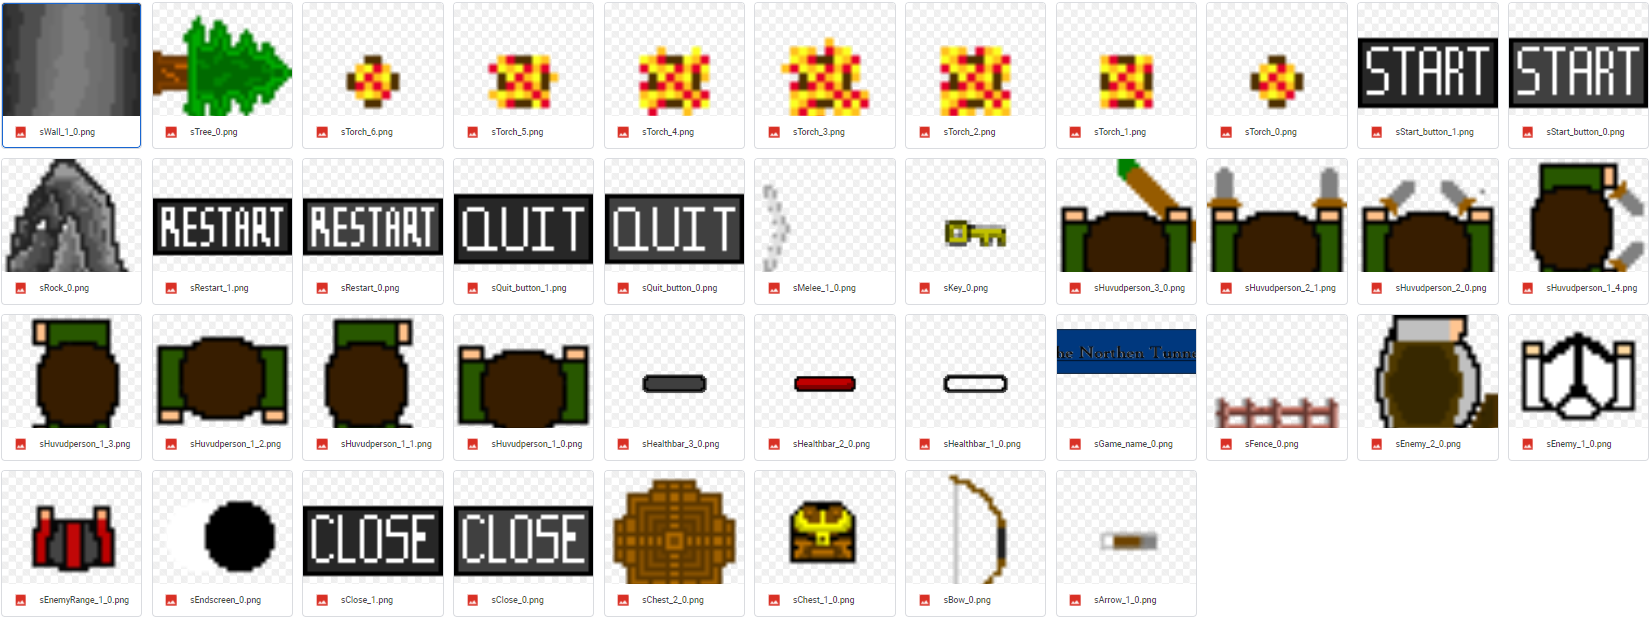 START
START
sWall_1_0.png
sTree_0.png
sTorch_6.png
sTorch_5.png
sTorch_4.png
sTorch_3.png
sTorch_2.png
sTorch_1.png
sTorch_0.png
sStart_button_1.png
sStart_button_0.png
RESTART
RESTART
QUIT
QUIT
sRock_0.png
sRestart_1.png
sRestart_0.png
sQuit_button_1.png
sQuit_button_0.png
sMelee_1_0.png
sKey_0.png
sHuvudperson_3_0.png
sHuvudperson_2_1.png
sHuvudperson_2_0.png
sHuvudperson_1_4.png
he Northen Tunn
sHuvudperson_1_3.png
sHuvudperson_1_2.png
sHuvudperson_1_1.png
sHuvudperson_1_0.png
sHealthbar_3_0.png
sHealthbar_2_0.png
sHealthbar_1_0.png
sGame_name_0.png
sFence_0.png
sEnemy_2_0.png
sEnemy_1_0.png
CLOSE
CLOSE
sEnemyRange_1_0.png
sEndscreen_0.png
sClose_1.png
sClose_0.png
sChest_2_0.png
sChest_1_0.png
sBow_0.png
sArrow_1_0.png